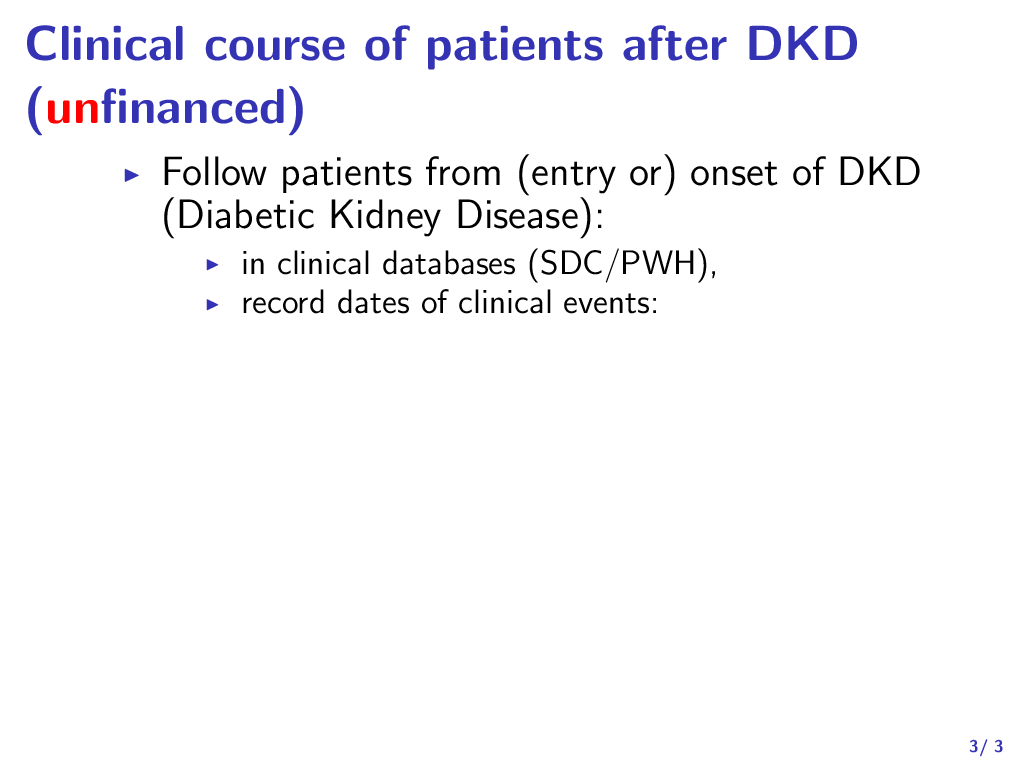 Clinical course of patients after DKD
(unfinanced)
▶ Follow patients from (entry or) onset of DKD
(Diabetic Kidney Disease):
▶ in clinical databases (SDC/PWH),
▶ record dates of clinical events:
3/ 3